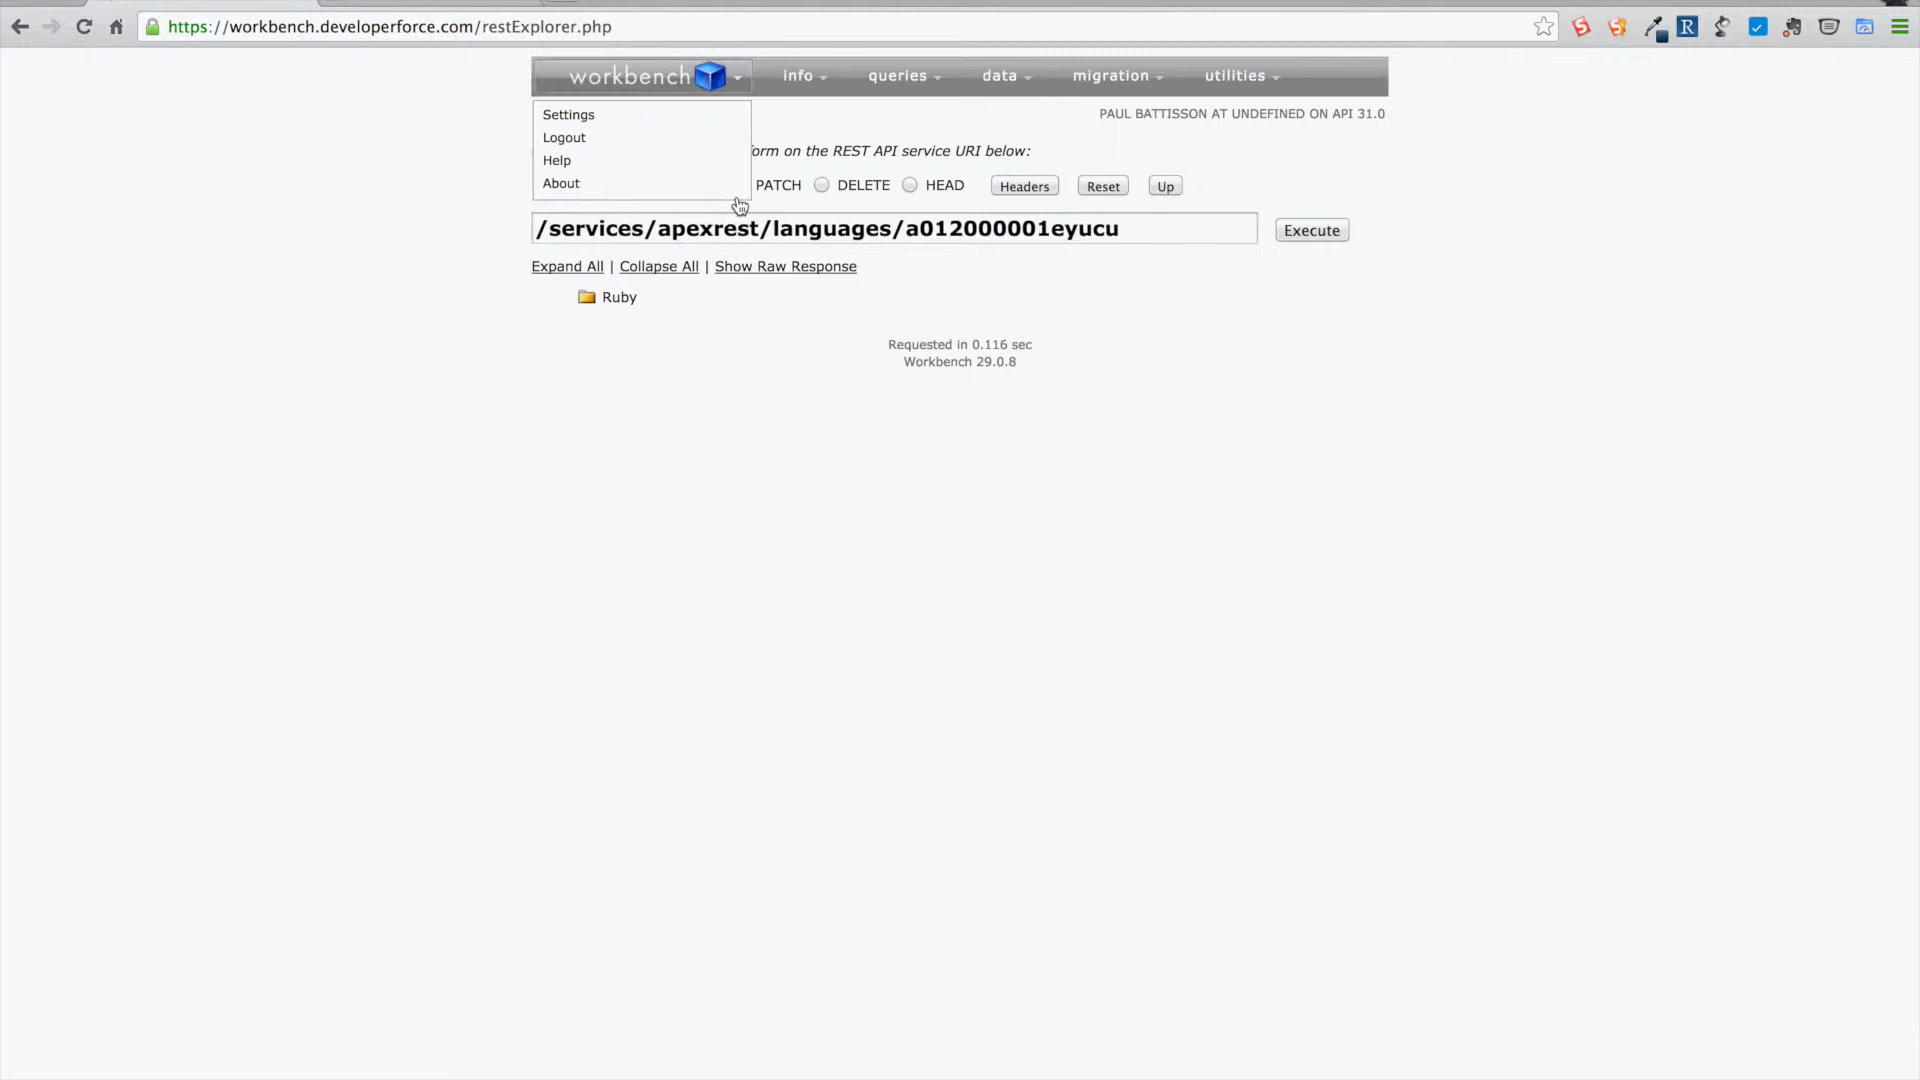 https://workbench.developerforce.com/restExplorer.php
workbench info queries data migration utilities
Settings
Logout
Help
About
PAUL BATTISSON AT UNDEFINED ON API 31.0
orm on the REST API service URI below:
PATCH DELETE HEAD Headers Reset Up
/services/apexrest/languages/a012000001eyucu Execute
Expand All | Collapse All | Show Raw Response
Ruby
Requested in 0.116 sec
Workbench 29.0.8